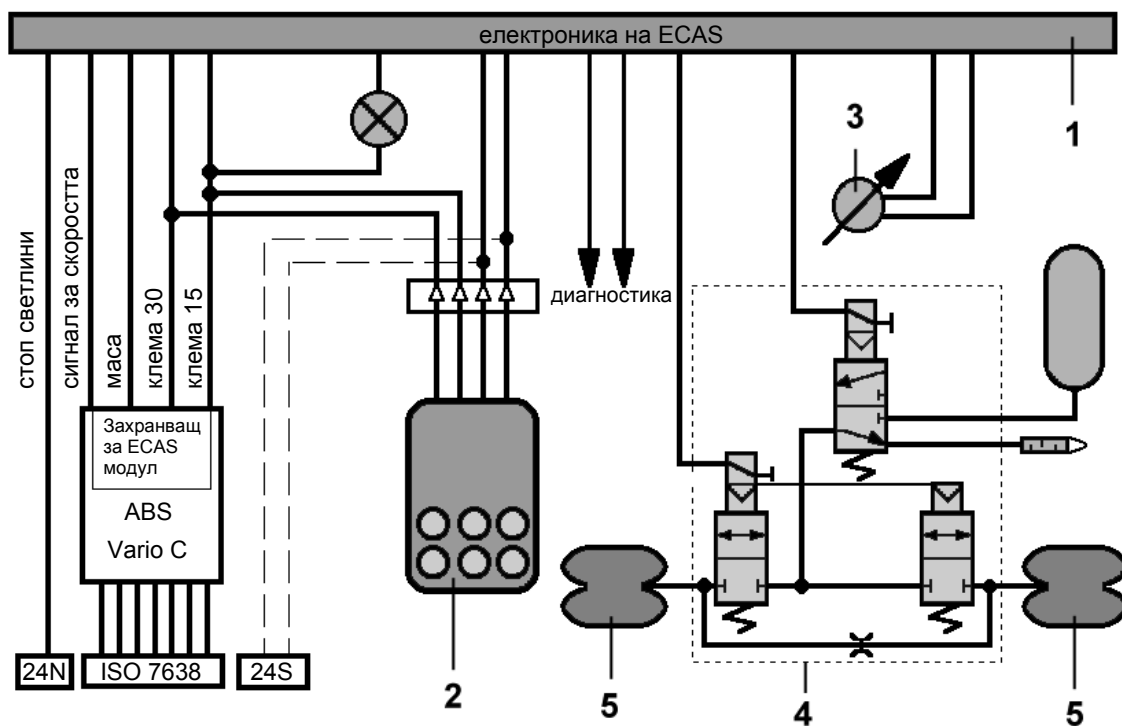 електроника на ECAS
1
3
стоп светлини
сигнал за скоростта
маса
клема 30
клема 15
диагностика
Захранващ
за ECAS
модул
ABS
Vario C
24N
ISO 7638
24S
2
5
4
5